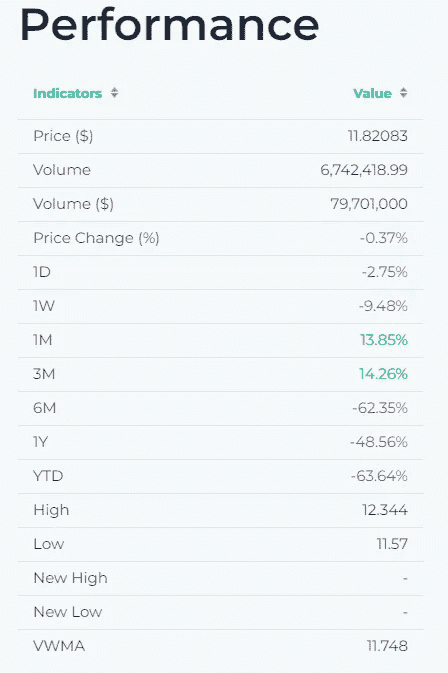 Performance
Indicators Value
Price ($) 11.82083
Volume 6,742,418.99
Volume ($) 79,701,000
Price Change (%) -0.37%
1D -2.75%
1W -9.48%
1M 13.85%
3M 14.26%
6M -62.35%
1Y -48.56%
YTD -63.64%
High 12.344
Low 11.57
New High -
New Low -
VWMA 11.748